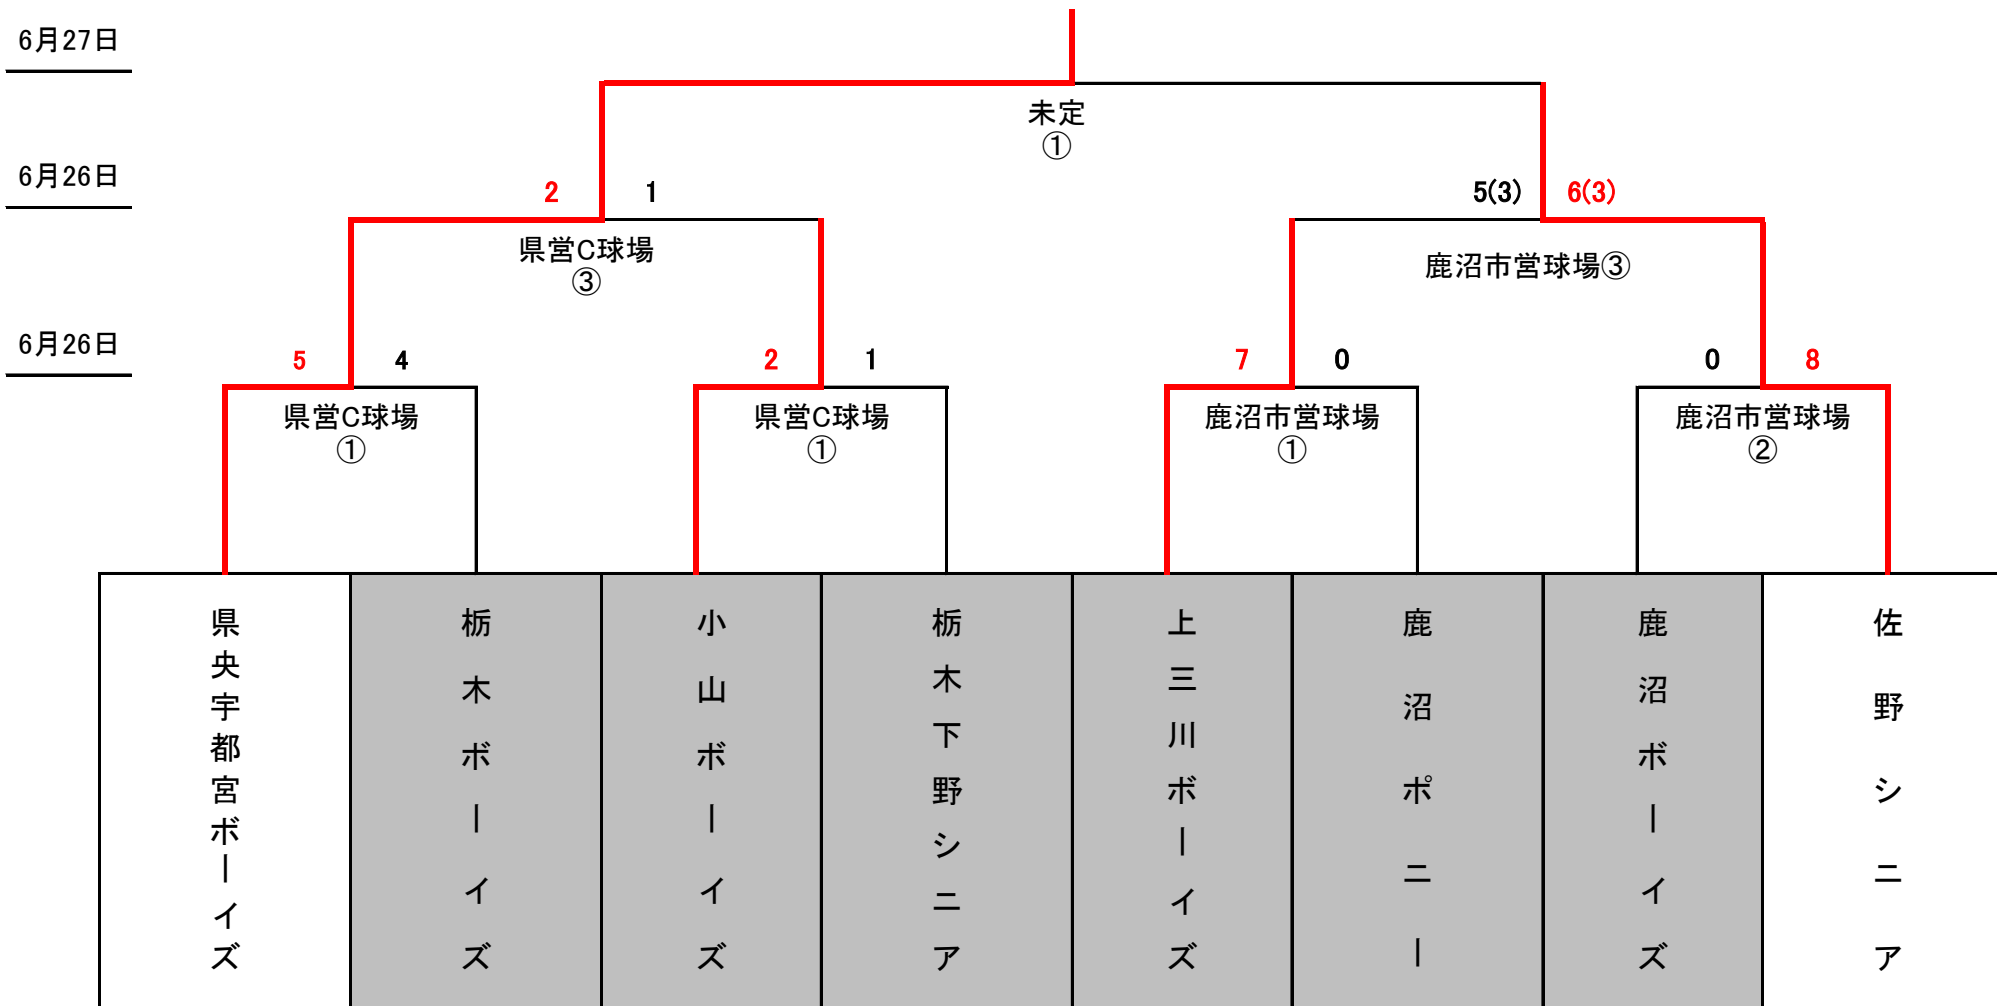 6月27日
未定
①
6月26日
2
1
5(3)
6(3)
県営C球場
③
鹿沼市営球場③
6月26日
5
4
2
1
7
0
0
8
県営C球場
①
県営C球場
①
鹿沼市営球場
①
鹿沼市営球場
②
県央宇都宮ボーイズ
栃木ボーイズ
小山ボーイズ
栃木下野シニア
上三川ボーイズ
鹿沼ポニー
鹿沼ボーイズ
佐野シニア